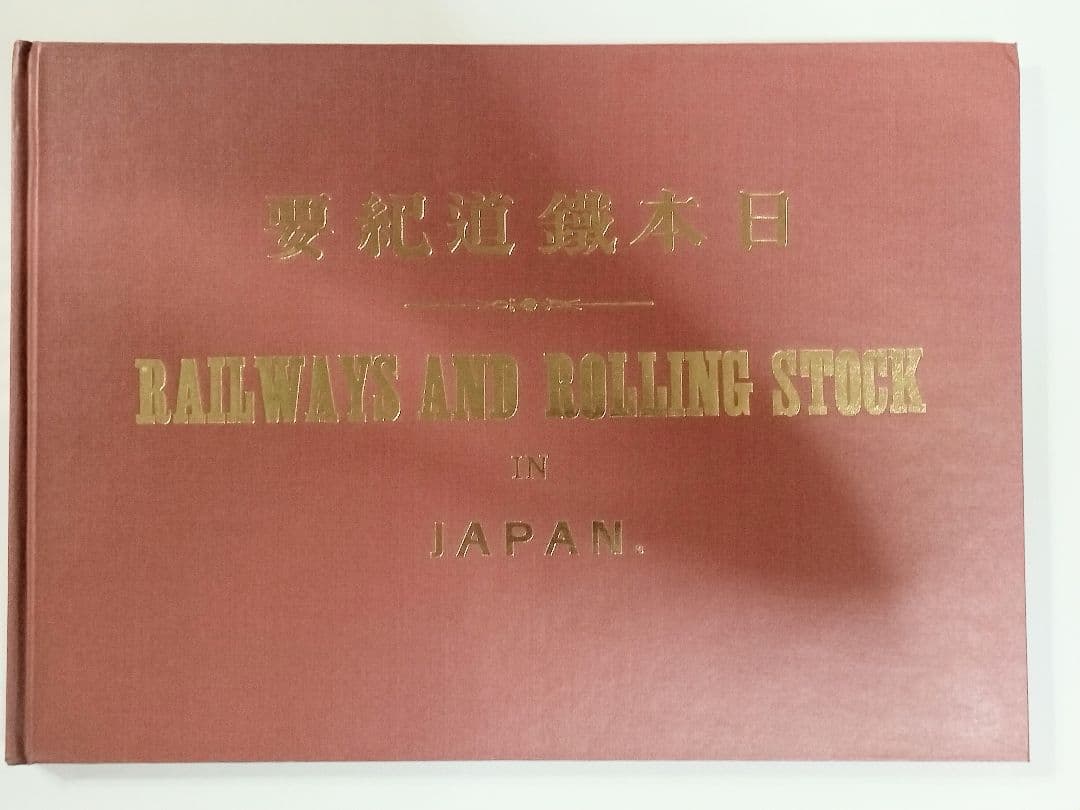 日本鐵道紀要
RAILWAYS AND ROLLING STOCK
IN
JAPAN.